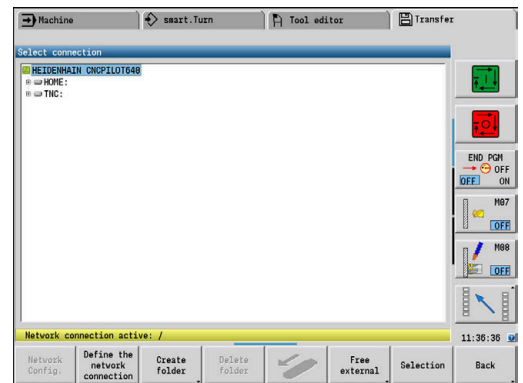 Machine
smart.Turn
Tool editor
Transfer
Select connection
HEIDENHAIN CNCPILOT640
HOME:
TNC:
END PGM
OFF
OFF ON
M07
OFF
M08
OFF
Network connection active: /
11:36:36
Network
Config.
Define the
network
connection
Create
folder
Delete
folder
Free
external
Selection
Back